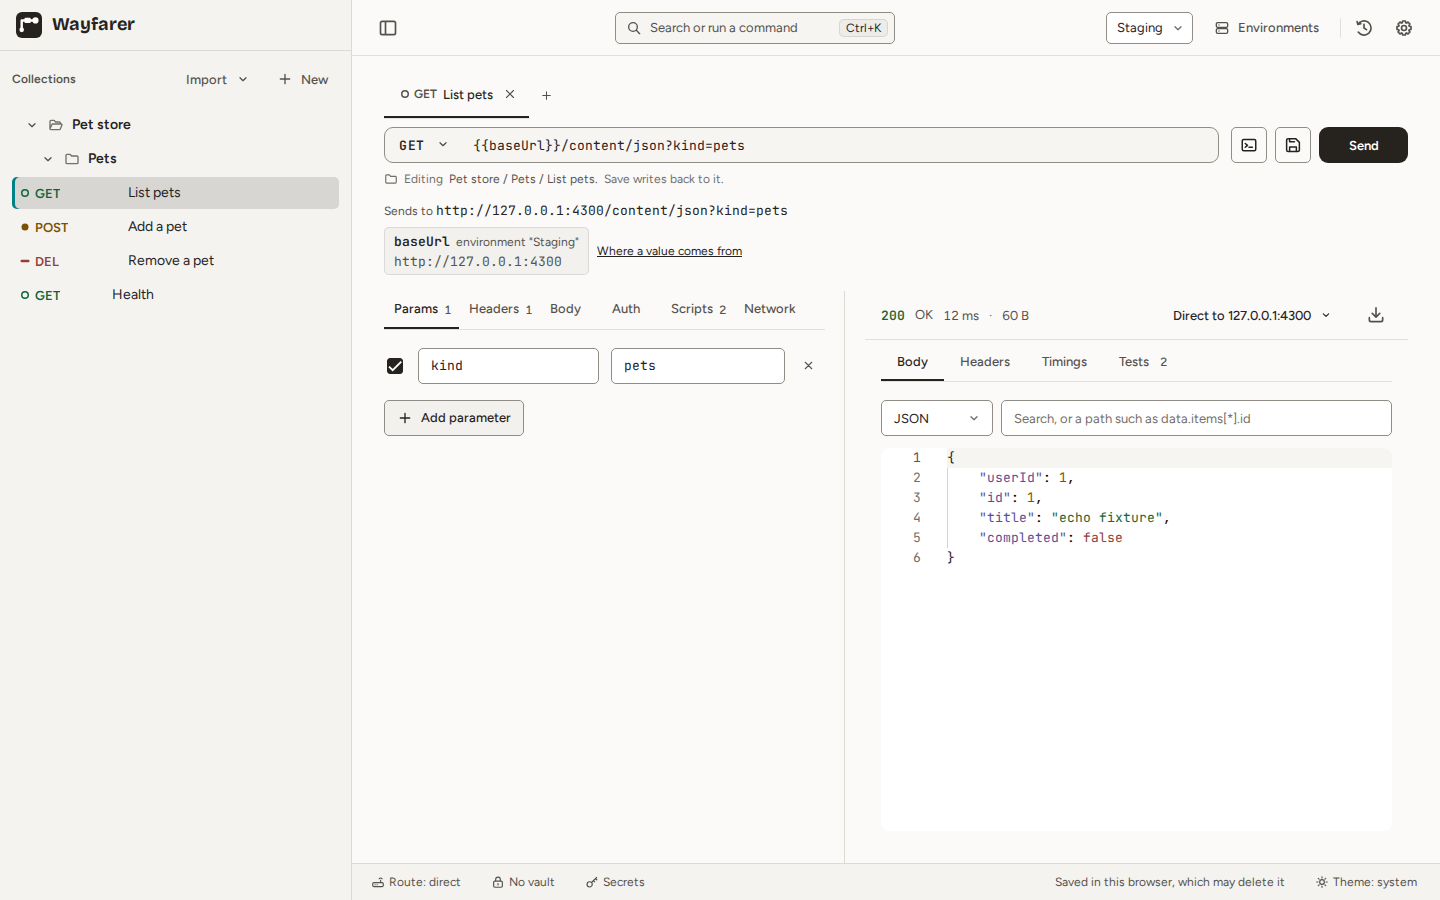 Wayfarer
Search or run a command Ctrl+K
Staging
Environments
Collections
Import
New
Pet store
Pets
GET List pets
POST Add a pet
DEL Remove a pet
GET Health
GET List pets
GET {{baseUrl}}/content/json?kind=pets
Send
Editing Pet store / Pets / List pets. Save writes back to it.
Sends to http://127.0.0.1:4300/content/json?kind=pets
baseUrl environment "Staging"
http://127.0.0.1:4300
Where a value comes from
Params 1 Headers 1 Body Auth Scripts 2 Network
kind pets
Add parameter
200 OK 12 ms · 60 B
Direct to 127.0.0.1:4300
Body Headers Timings Tests 2
JSON
Search, or a path such as data.items[*].id
1 {
2 "userId": 1,
3 "id": 1,
4 "title": "echo fixture",
5 "completed": false
6 }
Route: direct
No vault
Secrets
Saved in this browser, which may delete it
Theme: system